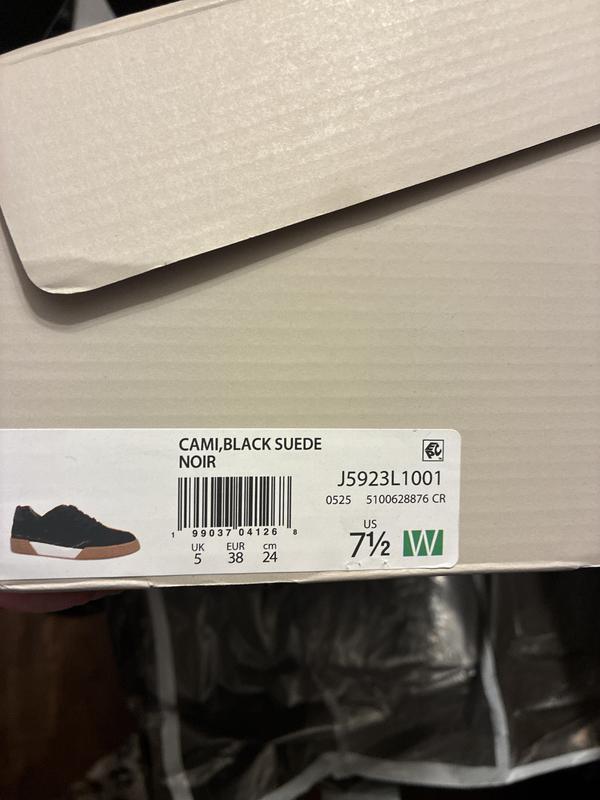 CAMI,BLACK SUEDE
NOIR
J5923L1001
0525 5100628876 CR
1 99037 04126 8
UK EUR cm
5 38 24
US
7½ W